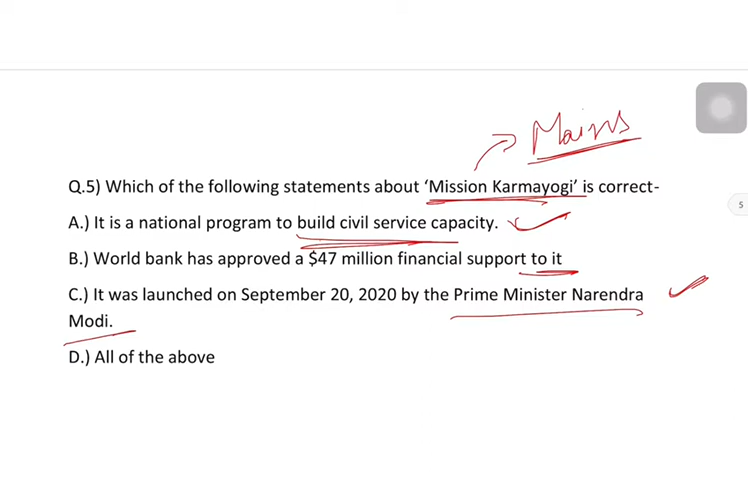 Mains
Q.5) Which of the following statements about ‘Mission Karmayogi’ is correct-
A.) It is a national program to build civil service capacity.
B.) World bank has approved a $47 million financial support to it
C.) It was launched on September 20, 2020 by the Prime Minister Narendra
Modi.
D.) All of the above
5